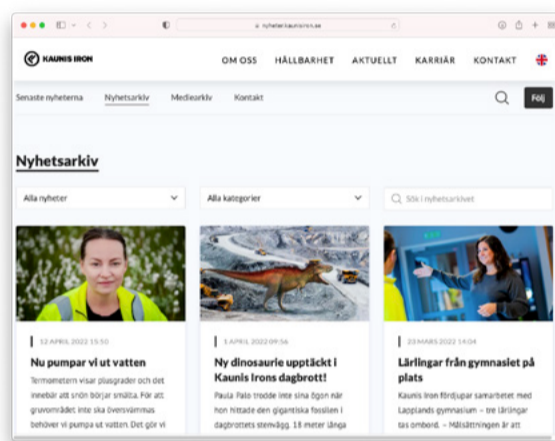 nyheter.kaunisiron.se
KAUNIS IRON
OM OSS HÅLLBARHET AKTUELLT KARRIÄR KONTAKT
Senaste nyheterna Nyhetsarkiv Mediearkiv Kontakt Följ
Nyhetsarkiv
Alla nyheter Alla kategorier Sök i nyhetsarkivet
12 APRIL 2022 15:50
Nu pumpar vi ut vatten
Termometern visar plusgrader och det
innebär att snön börjar smälta. För att
gruvområdet inte ska översvämmas
behöver vi pumpa ut vatten. Det gör vi
1 APRIL 2022 09:56
Ny dinosaurie upptäckt i
Kaunis Irons dagbrott!
Paula Palo trodde inte sina ögon när
hon hittade den gigantiska fossilen i
dagbrottets stenvägg. 18 meter långa
23 MARS 2022 14:04
Lärlingar från gymnasiet på
plats
Kaunis Iron fördjupar samarbetet med
Lapplands gymnasium – tre lärlingar
tas ombord. – Målsättningen är att